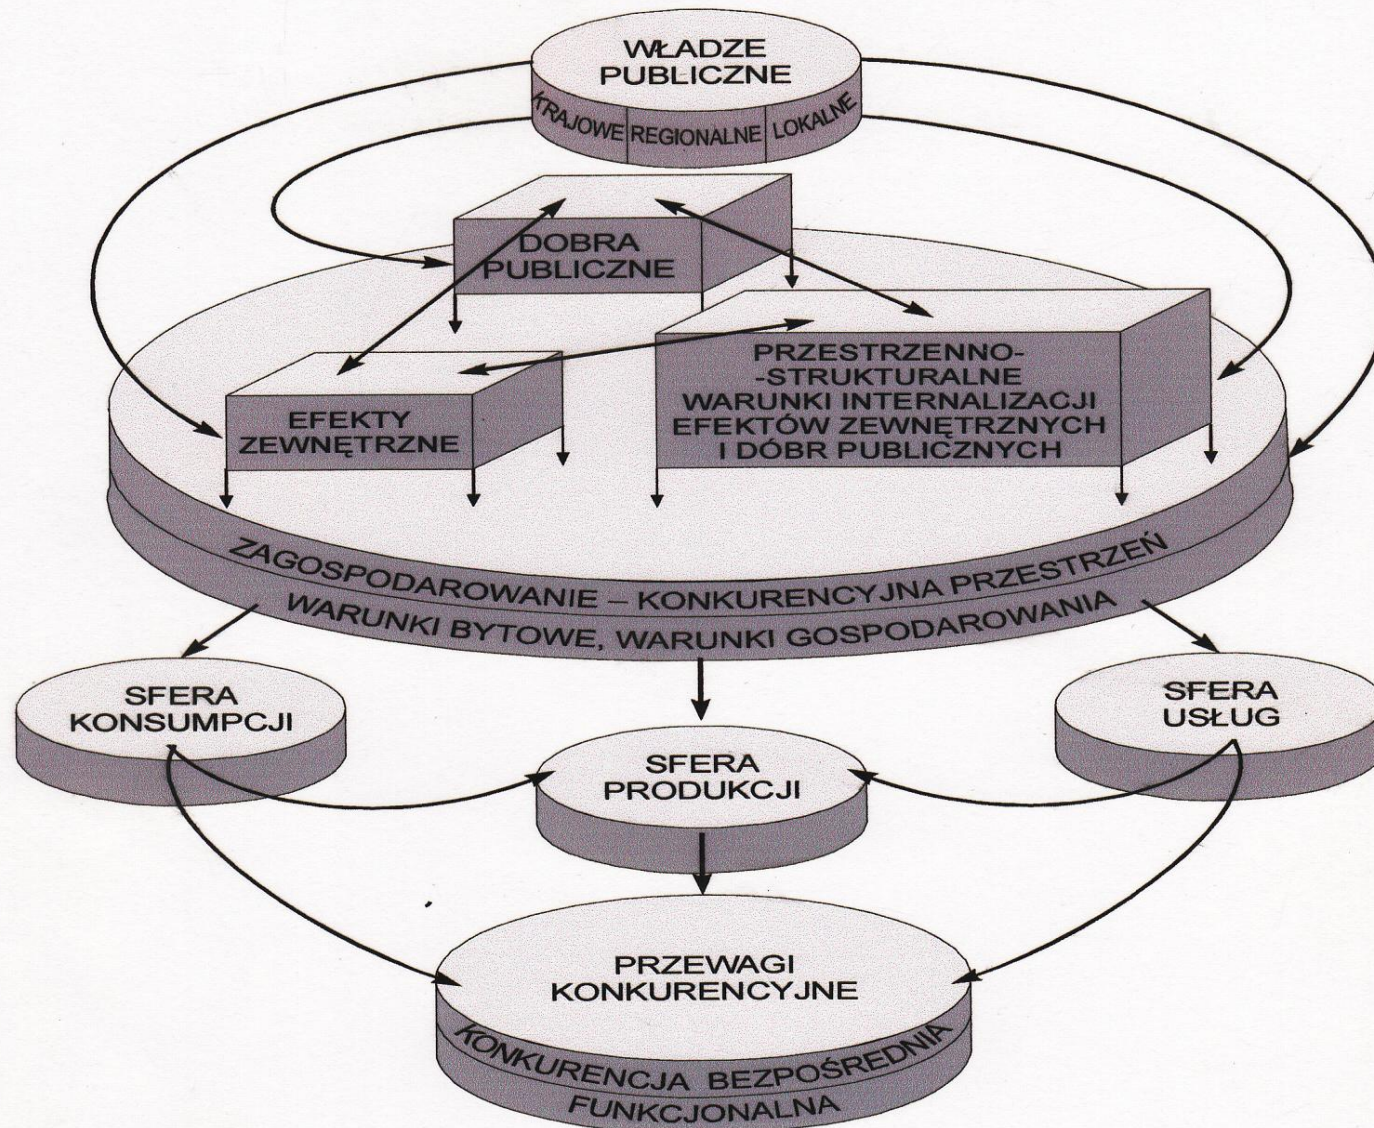 WŁADZE
PUBLICZNE
KRAJOWE REGIONALNE LOKALNE
DOBRA
PUBLICZNE
PRZESTRZENNO-
-STRUKTURALNE
WARUNKI INTERNALIZACJI
EFEKTÓW ZEWNĘTRZNYCH
I DÓBR PUBLICZNYCH
EFEKTY
ZEWNĘTRZNE
ZAGOSPODAROWANIE – KONKURENCYJNA PRZESTRZEŃ
WARUNKI BYTOWE, WARUNKI GOSPODAROWANIA
SFERA
KONSUMPCJI
SFERA
PRODUKCJI
SFERA
USŁUG
PRZEWAGI
KONKURENCYJNE
KONKURENCJA BEZPOŚREDNIA
FUNKCJONALNA